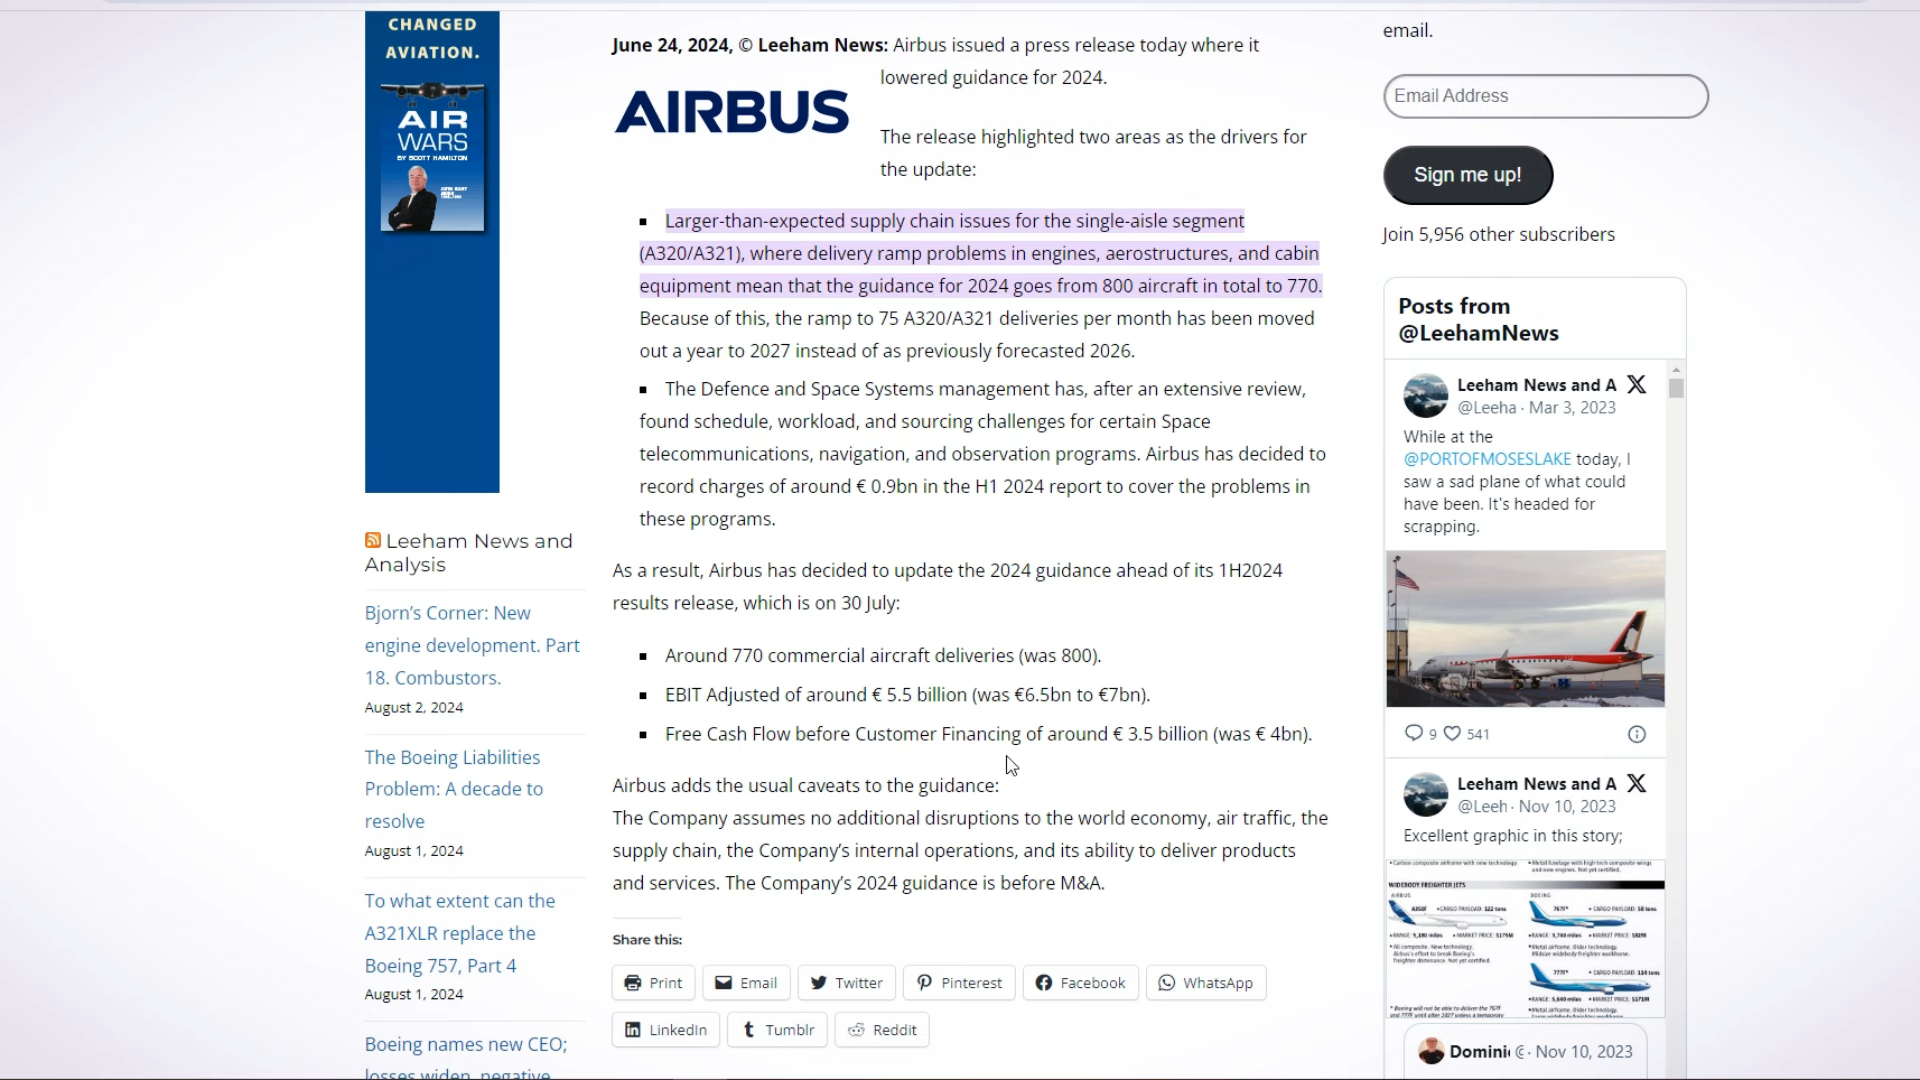 CHANGED
AVIATION.
AIR
WARS
BY SCOTT HAMILTON
Leeham News and
Analysis
Bjorn’s Corner: New
engine development. Part
18. Combustors.
August 2, 2024
The Boeing Liabilities
Problem: A decade to
resolve
August 1, 2024
To what extent can the
A321XLR replace the
Boeing 757, Part 4
August 1, 2024
Boeing names new CEO;
losses widen, negative
June 24, 2024, © Leeham News: Airbus issued a press release today where it
lowered guidance for 2024.
AIRBUS
The release highlighted two areas as the drivers for
the update:
Larger-than-expected supply chain issues for the single-aisle segment
(A320/A321), where delivery ramp problems in engines, aerostructures, and cabin
equipment mean that the guidance for 2024 goes from 800 aircraft in total to 770.
Because of this, the ramp to 75 A320/A321 deliveries per month has been moved
out a year to 2027 instead of as previously forecasted 2026.
The Defence and Space Systems management has, after an extensive review,
found schedule, workload, and sourcing challenges for certain Space
telecommunications, navigation, and observation programs. Airbus has decided to
record charges of around € 0.9bn in the H1 2024 report to cover the problems in
these programs.
As a result, Airbus has decided to update the 2024 guidance ahead of its 1H2024
results release, which is on 30 July:
Around 770 commercial aircraft deliveries (was 800).
EBIT Adjusted of around € 5.5 billion (was €6.5bn to €7bn).
Free Cash Flow before Customer Financing of around € 3.5 billion (was € 4bn).
Airbus adds the usual caveats to the guidance:
The Company assumes no additional disruptions to the world economy, air traffic, the
supply chain, the Company’s internal operations, and its ability to deliver products
and services. The Company’s 2024 guidance is before M&A.
Share this:
Print Email Twitter Pinterest Facebook WhatsApp
LinkedIn Tumblr Reddit
email.
Email Address
Sign me up!
Join 5,956 other subscribers
Posts from
@LeehamNews
Leeham News and A
@Leeha · Mar 3, 2023
While at the
@PORTOFMOSESLAKE today, I
saw a sad plane of what could
have been. It's headed for
scrapping.
9 541
Leeham News and A
@Leeh · Nov 10, 2023
Excellent graphic in this story;
WIDEBODY FREIGHTER JETS
AIRBUS BOEING
Domini @ · Nov 10, 2023